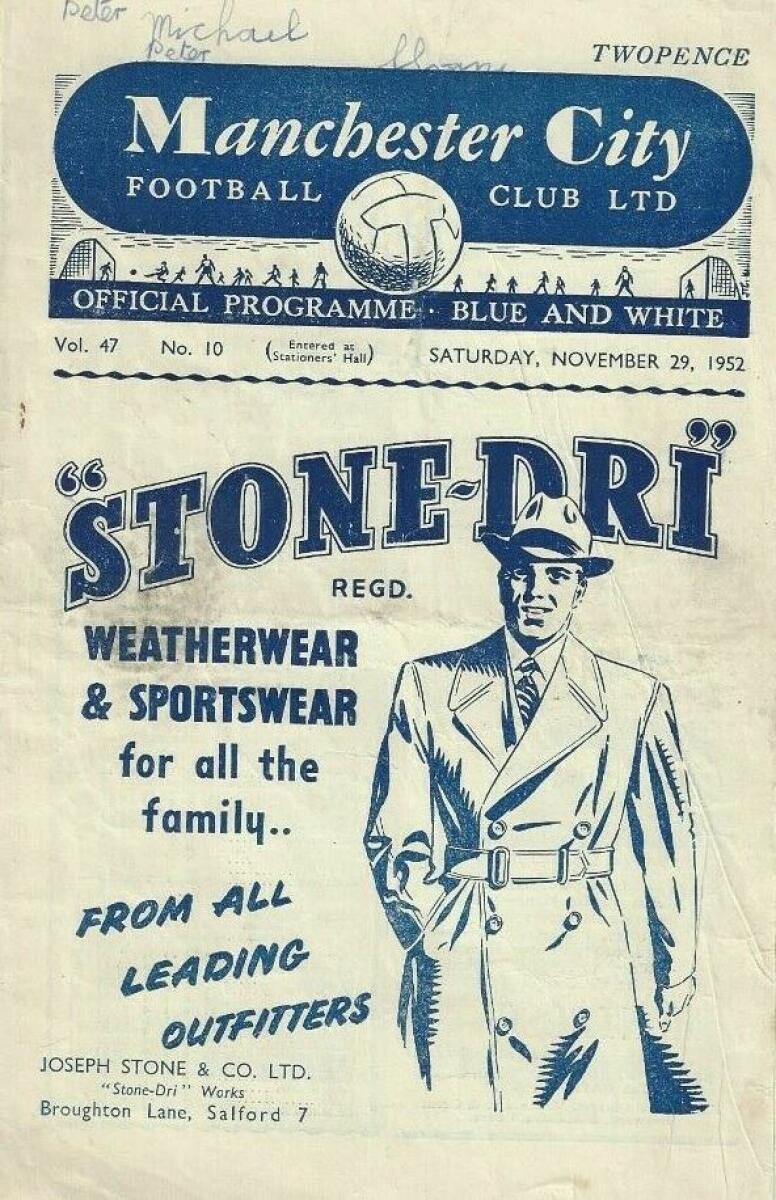 Peter Michael
Peter
TWOPENCE
Manchester City
FOOTBALL CLUB LTD
OFFICIAL PROGRAMME · BLUE AND WHITE
Vol. 47 No. 10 (Entered at Stationers' Hall) SATURDAY, NOVEMBER 29, 1952
"STONE-DRI"
REGD.
WEATHERWEAR
& SPORTSWEAR
for all the
family..
FROM ALL
LEADING
OUTFITTERS
JOSEPH STONE & CO. LTD.
"Stone-Dri" Works
Broughton Lane, Salford 7